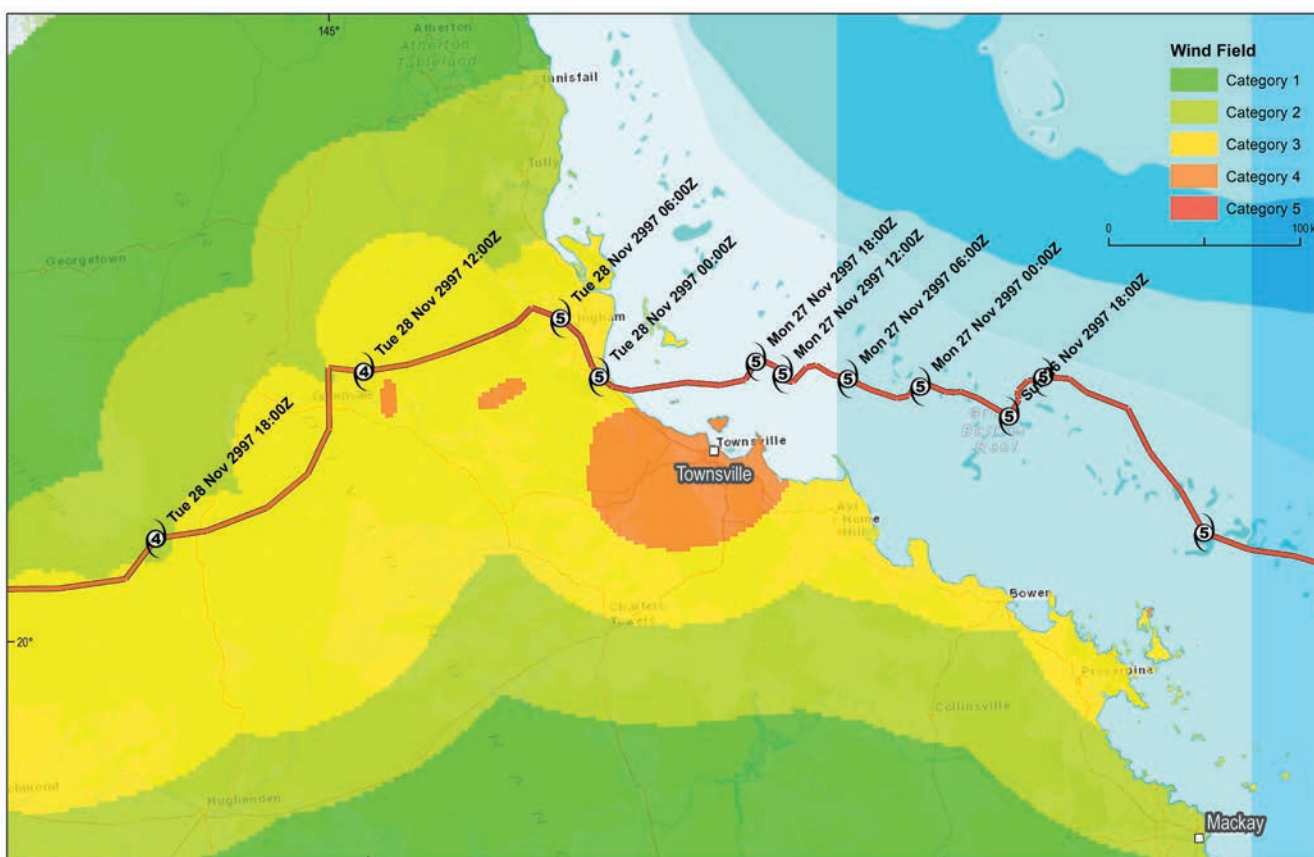 145°
Atherton
Atherton
Tableland
Innisfail
Wind Field
Category 1
Category 2
Category 3
Category 4
Category 5
0
100 k
Tully
Georgetown
Tue 28 Nov 2997 12:00Z
Tue 28 Nov 2997 06:00Z
Tue 28 Nov 2997 00:00Z
Mon 27 Nov 2997 18:00Z
Mon 27 Nov 2997 12:00Z
Mon 27 Nov 2997 06:00Z
Mon 27 Nov 2997 00:00Z
Nov 2997 18:00Z
5
ingham
5
5
5
5
5
5
5
4
Tue 28 Nov 2997 18:00Z
4
5
Reef
Townsville
Townsville
Ayr
Home
Hill
Bowen
Charters
Towers
20°
Proserpine
Collinsville
chmond
Hughenden
Mackay